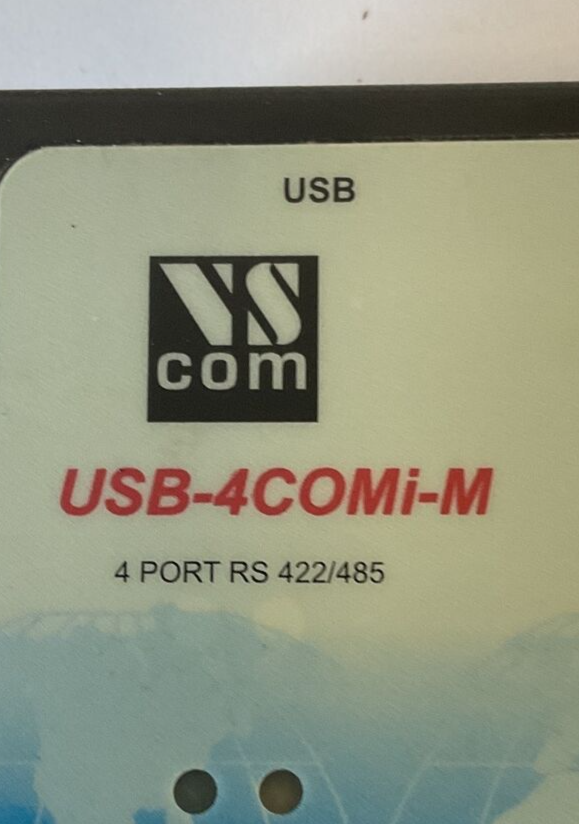 USB
VS
com
USB-4COMi-M
4 PORT RS 422/485